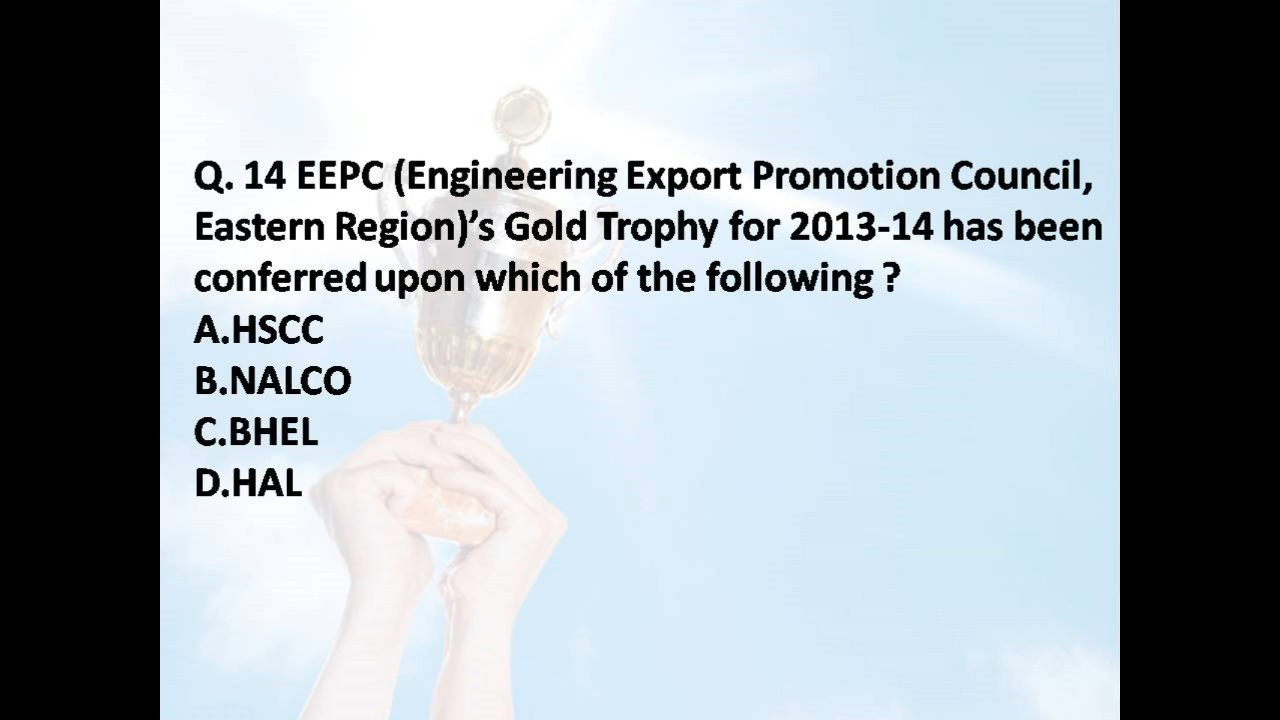 Q. 14 EEPC (Engineering Export Promotion Council,
Eastern Region)’s Gold Trophy for 2013-14 has been
conferred upon which of the following ?
A.HSCC
B.NALCO
C.BHEL
D.HAL